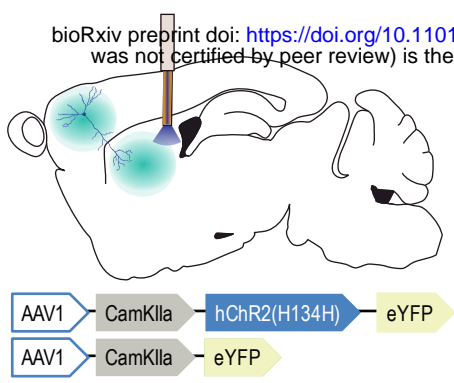 bioRxiv preprint doi: https://doi.org/10.1101
was not certified by peer review) is the
AAV1 CamKIIa hChR2(H134H) eYFP
AAV1 CamKIIa eYFP